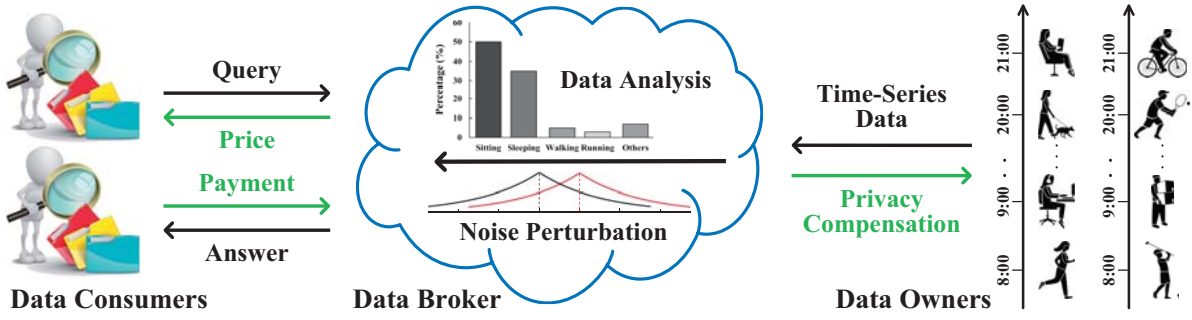 Query
Price
Payment
Answer
Data Consumers
Percentage (%)
60
50
40
30
20
10
0
Sitting Sleeping Walking Running Others
Data Analysis
Noise Perturbation
Data Broker
Time-Series
Data
Privacy
Compensation
Data Owners
21:00
20:00
9:00
8:00
21:00
20:00
9:00
8:00